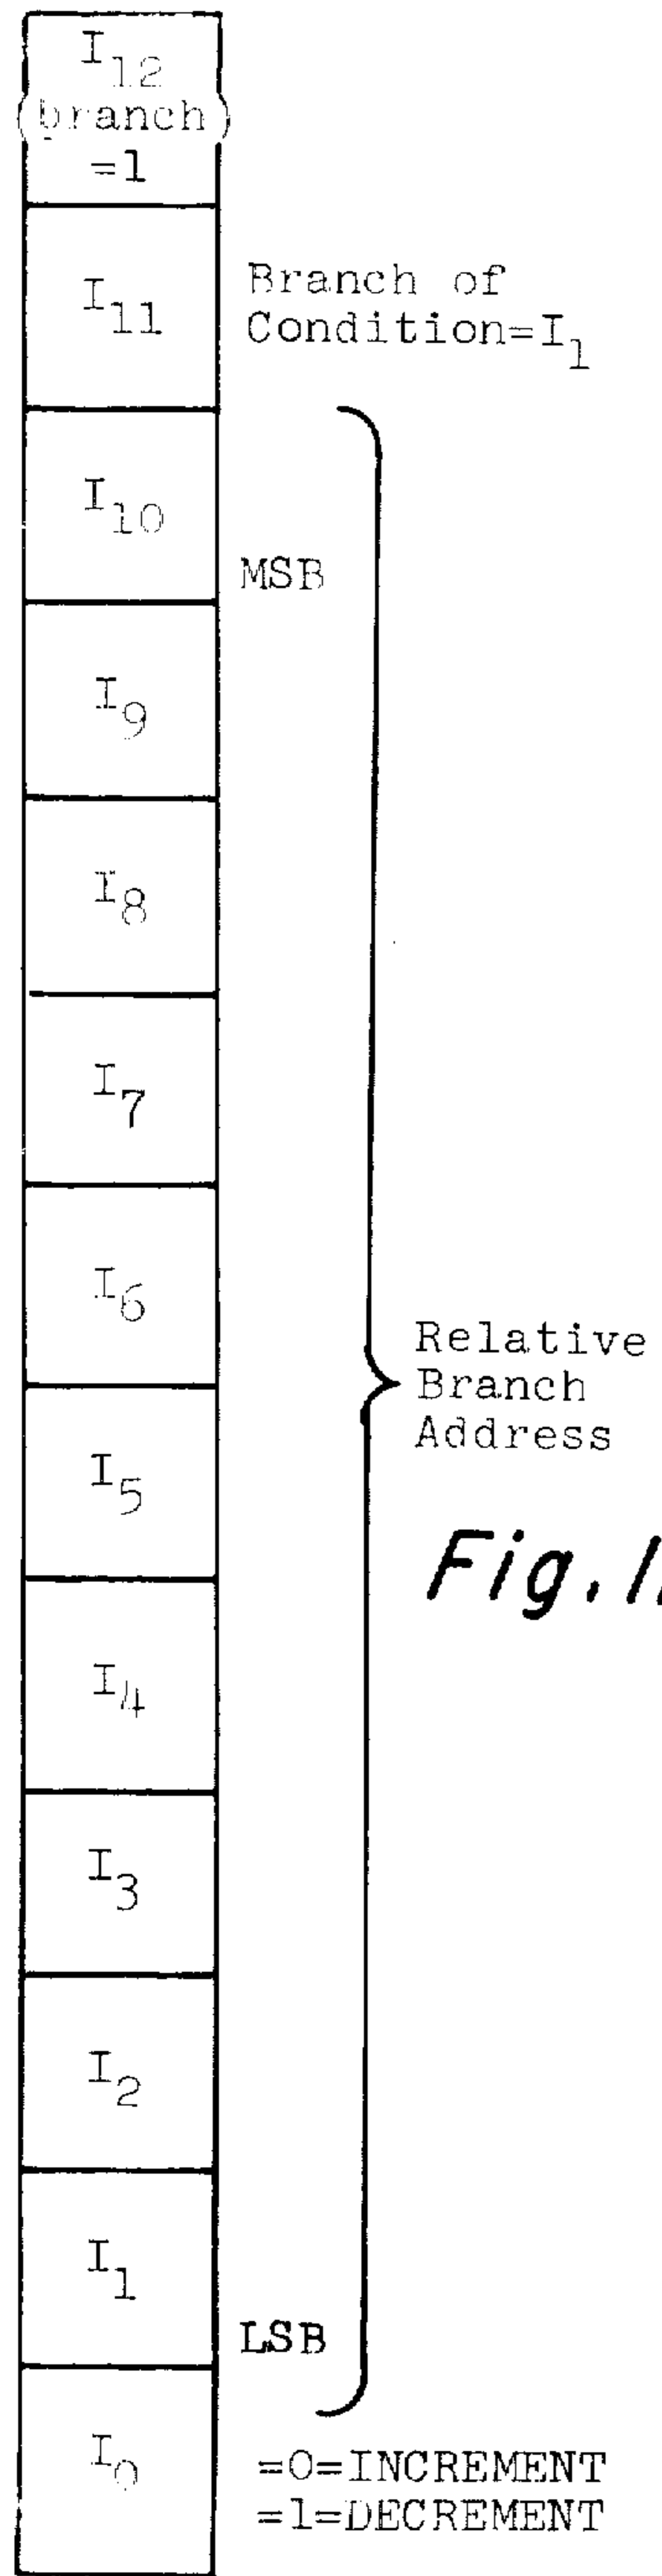 I12
(branch)
=1
I11
Branch of
Condition=I1
I10
MSB
I9
I8
I7
I6
Relative
Branch
Address
I5
Fig.
I4
I3
I2
I1
LSB
I0
=0=INCREMENT
=1=DECREMENT